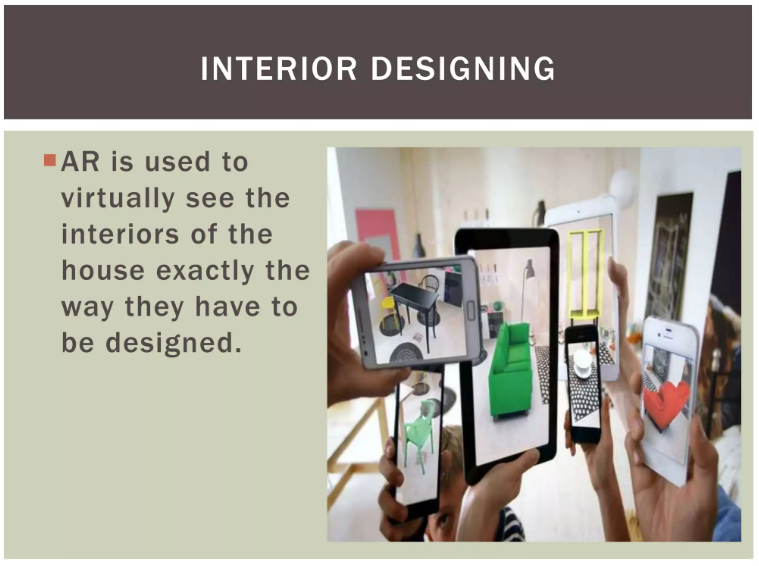 INTERIOR DESIGNING
AR is used to
virtually see the
interiors of the
house exactly the
way they have to
be designed.